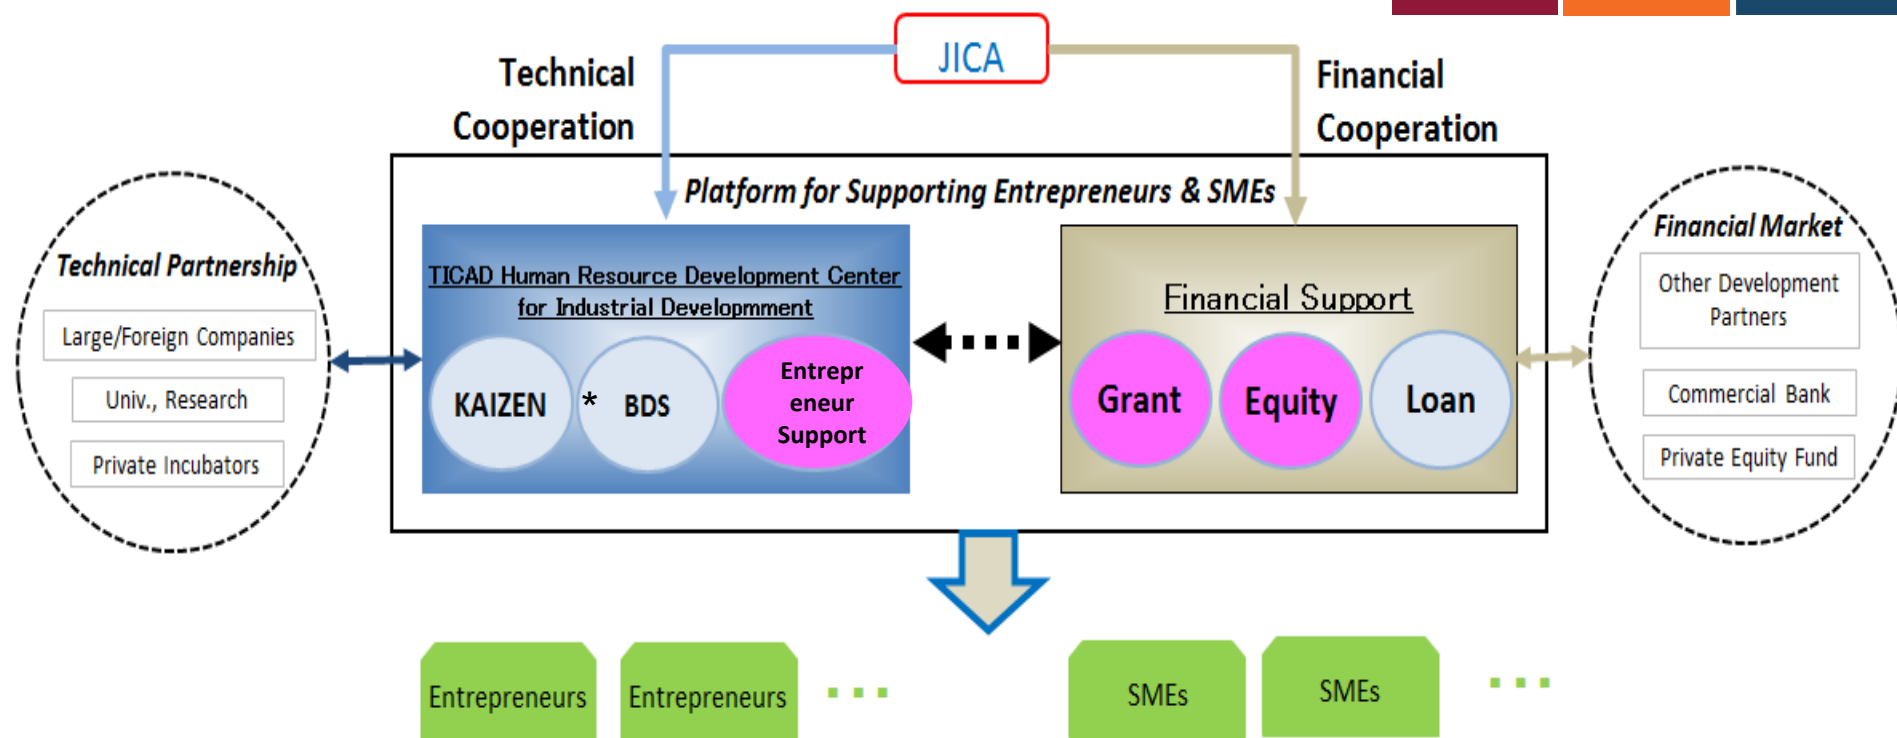 JICA
Technical
Cooperation
Financial
Cooperation
Platform for Supporting Entrepreneurs & SMEs
Technical Partnership
Large/Foreign Companies
Univ., Research
Private Incubators
TICAD Human Resource Development Center
for Industrial Developmment
KAIZEN
* BDS
Entrepr
eneur
Support
Financial Support
Grant
Equity
Loan
Financial Market
Other Development
Partners
Commercial Bank
Private Equity Fund
Entrepreneurs
Entrepreneurs
...
SMEs
SMEs
...